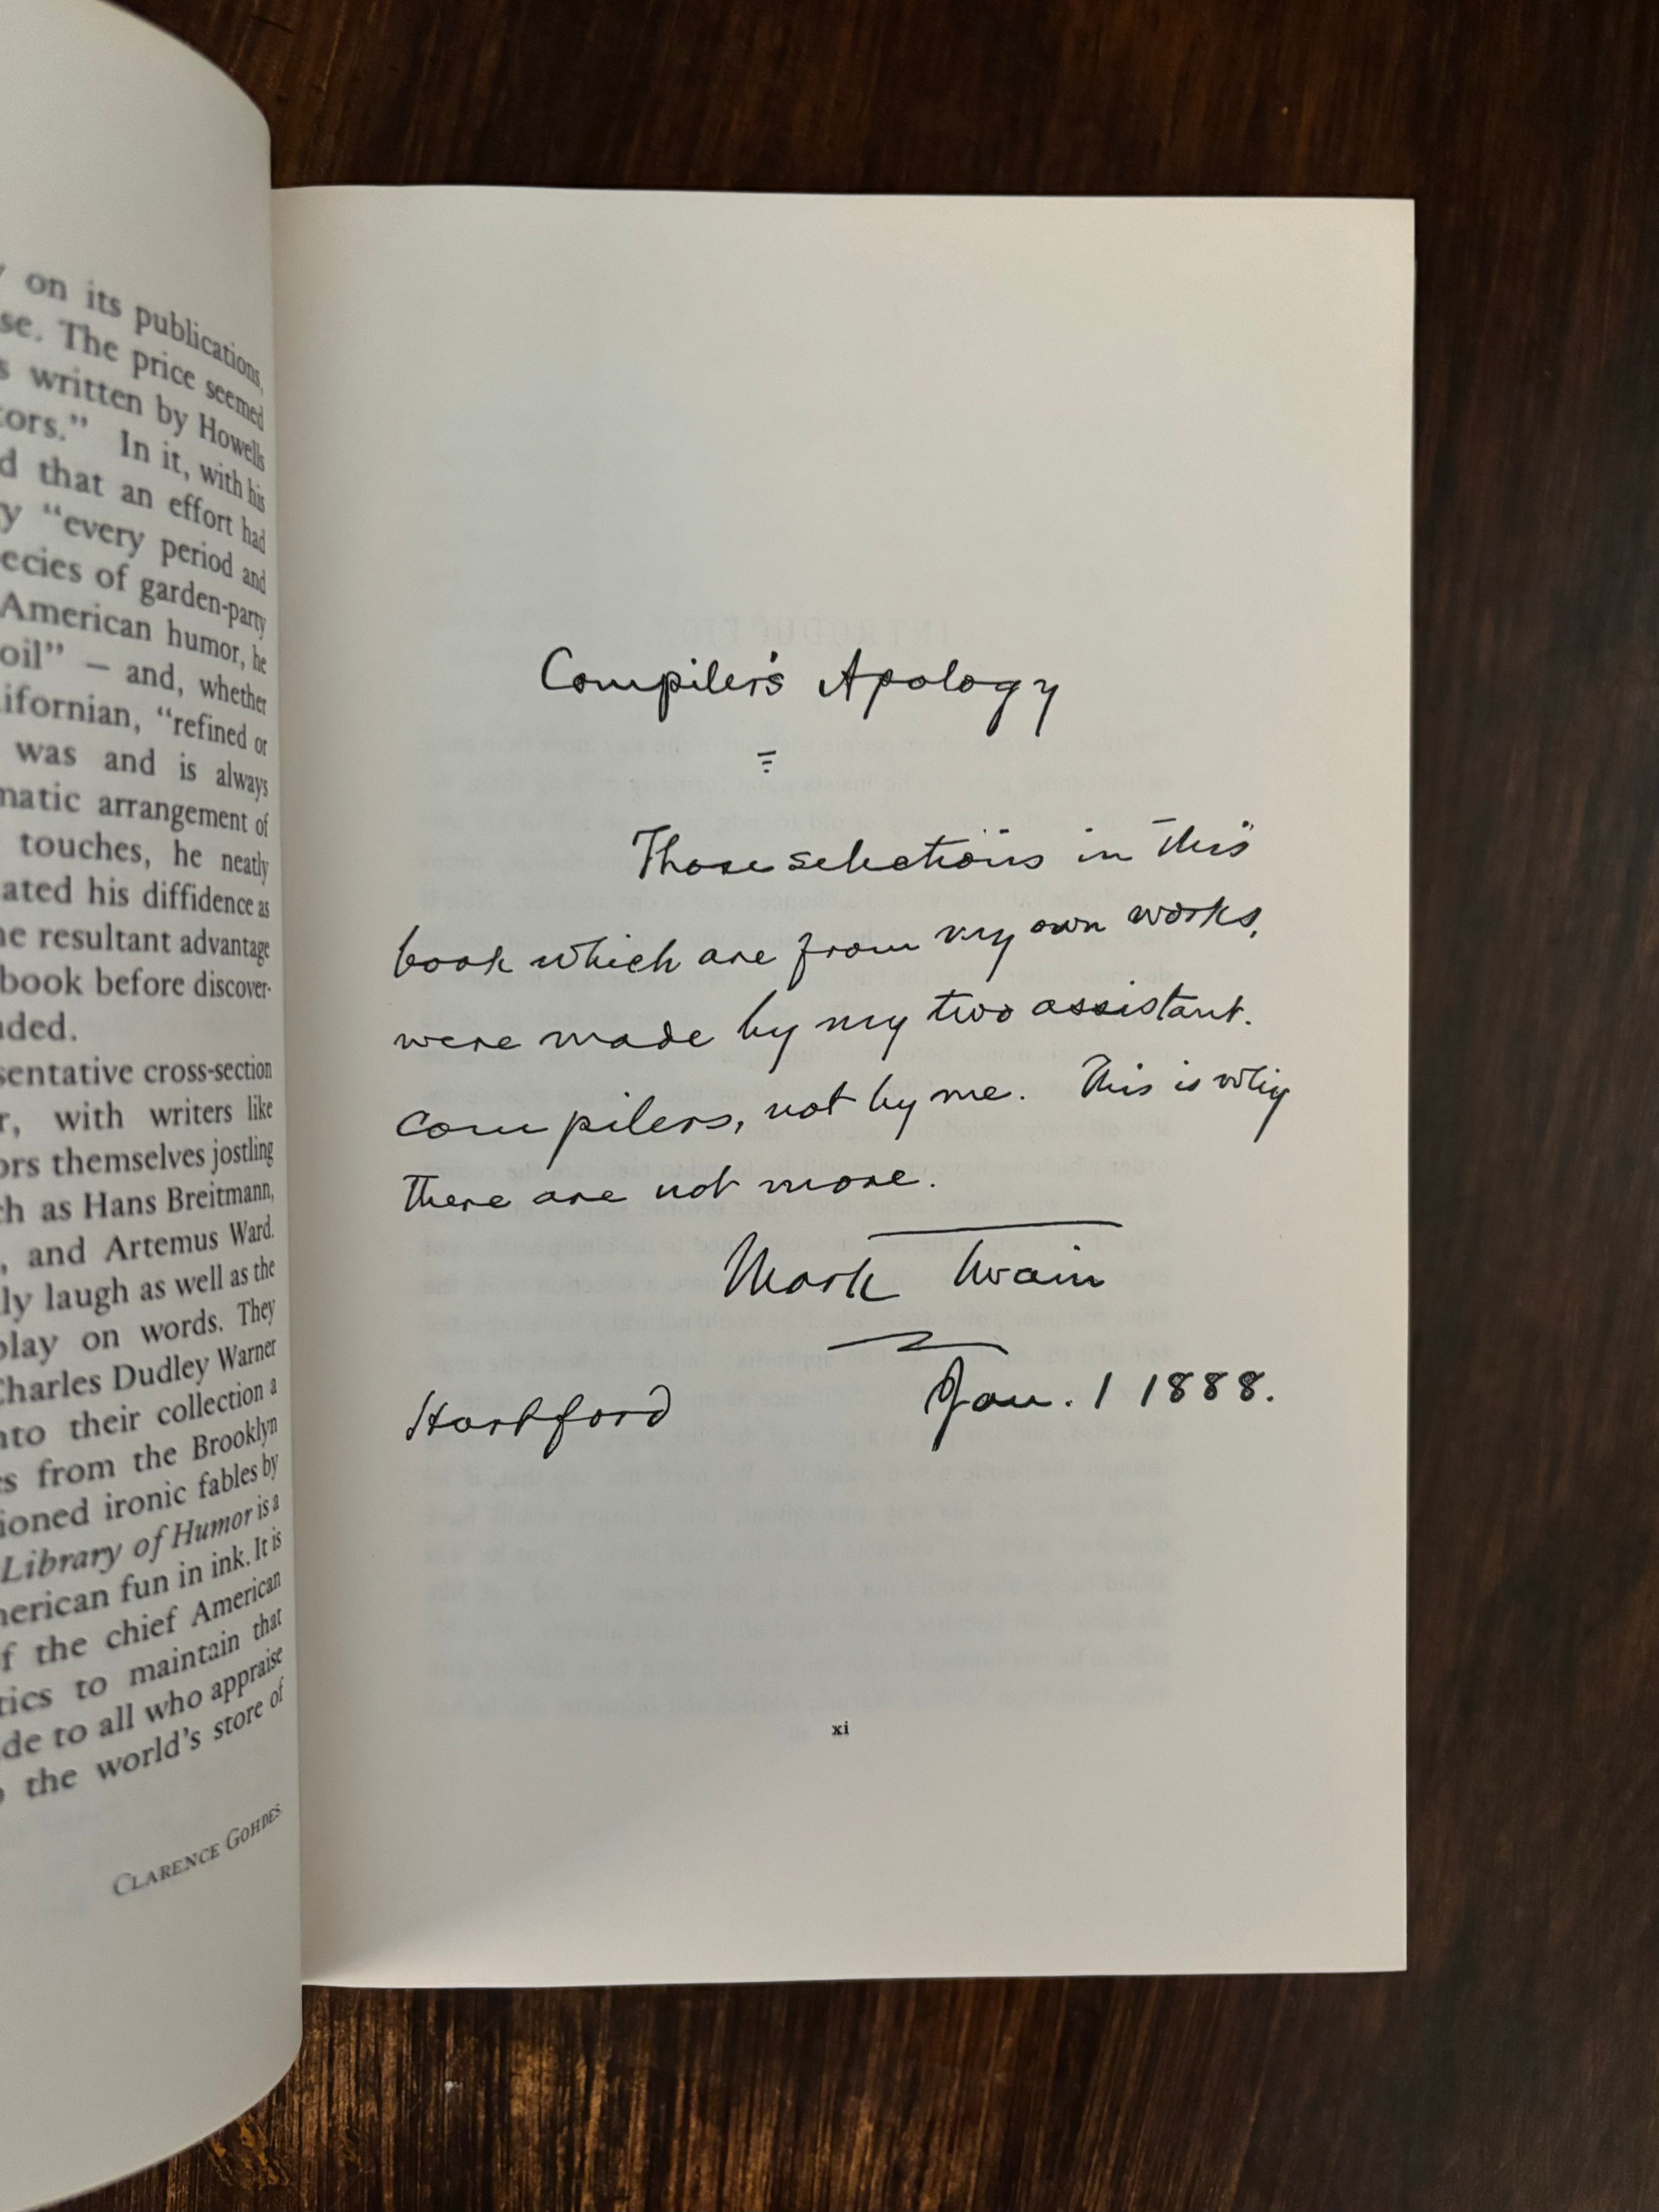 on its publications,
se. The price seemed
s written by Howells
tors." In it, with his
d that an effort had
y "every period and
ecies of garden-party
American humor, he
oil" — and, whether
lifornian, "refined or
was and is always
matic arrangement of
touches, he neatly
ated his diffidence as
he resultant advantage
book before discover-
nded.
sentative cross-section
r, with writers like
ors themselves jostling
ch as Hans Breitmann,
, and Artemus Ward.
ly laugh as well as the
play on words. They
Charles Dudley Warner
nto their collection a
es from the Brooklyn
ioned ironic fables by
Library of Humor is a
merican fun in ink. It is
f the chief American
tics to maintain that
de to all who appraise
the world's store of
CLARENCE GOHDES.
Compiler's Apology
Those selections in this
book which are from my own works,
were made by my two assistant.
compilers, not by me. This is why
there are not more.
Mark Twain
Hartford Jan. 1 1888.
xi